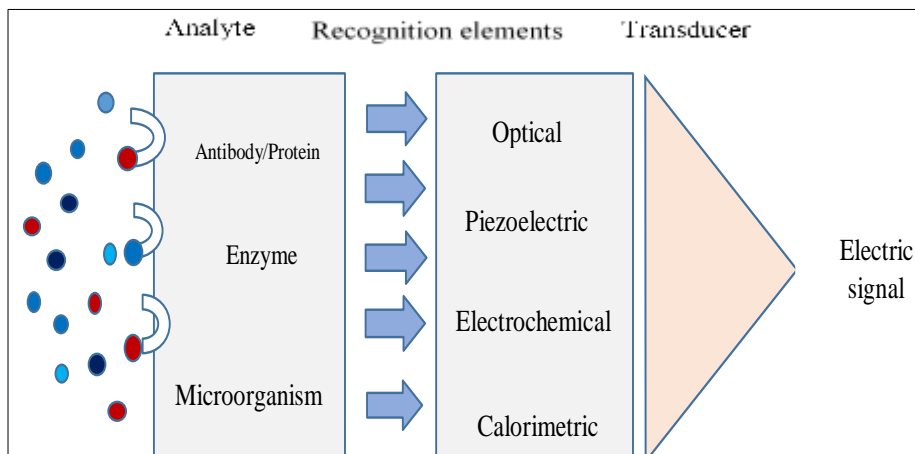 Analyte Recognition elements Transducer
Antibody/Protein
Enzyme
Microorganism
Optical
Piezoelectric
Electrochemical
Calorimetric
Electric
signal